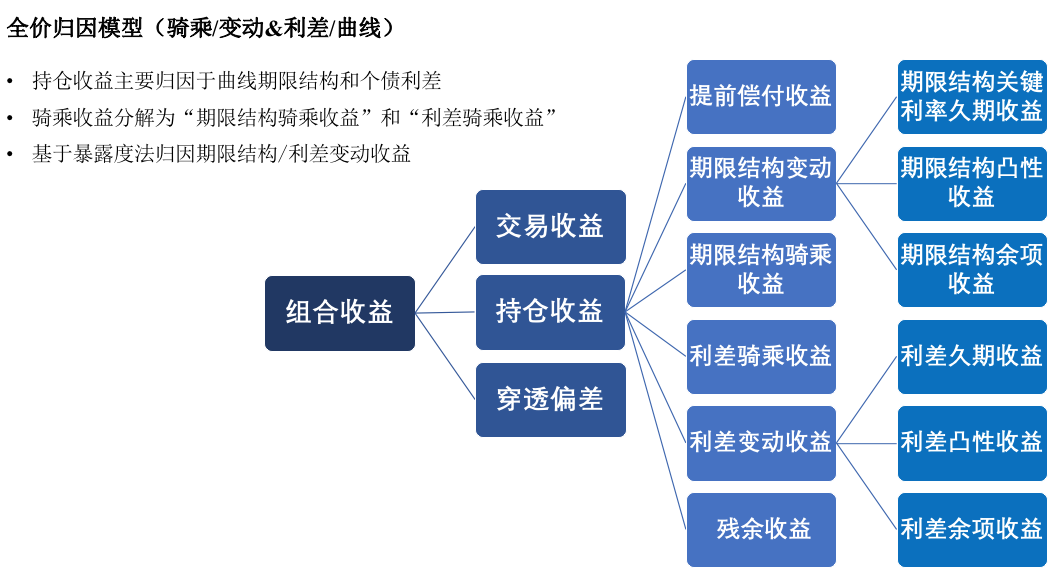 全价归因模型（骑乘/变动&利差/曲线）
• 持仓收益主要归因于曲线期限结构和个债利差
• 骑乘收益分解为“期限结构骑乘收益”和“利差骑乘收益”
• 基于暴露度法归因期限结构/利差变动收益
组合收益
交易收益
持仓收益
穿透偏差
提前偿付收益
期限结构变动
收益
期限结构骑乘
收益
利差骑乘收益
利差变动收益
残余收益
期限结构关键
利率久期收益
期限结构凸性
收益
期限结构余项
收益
利差久期收益
利差凸性收益
利差余项收益